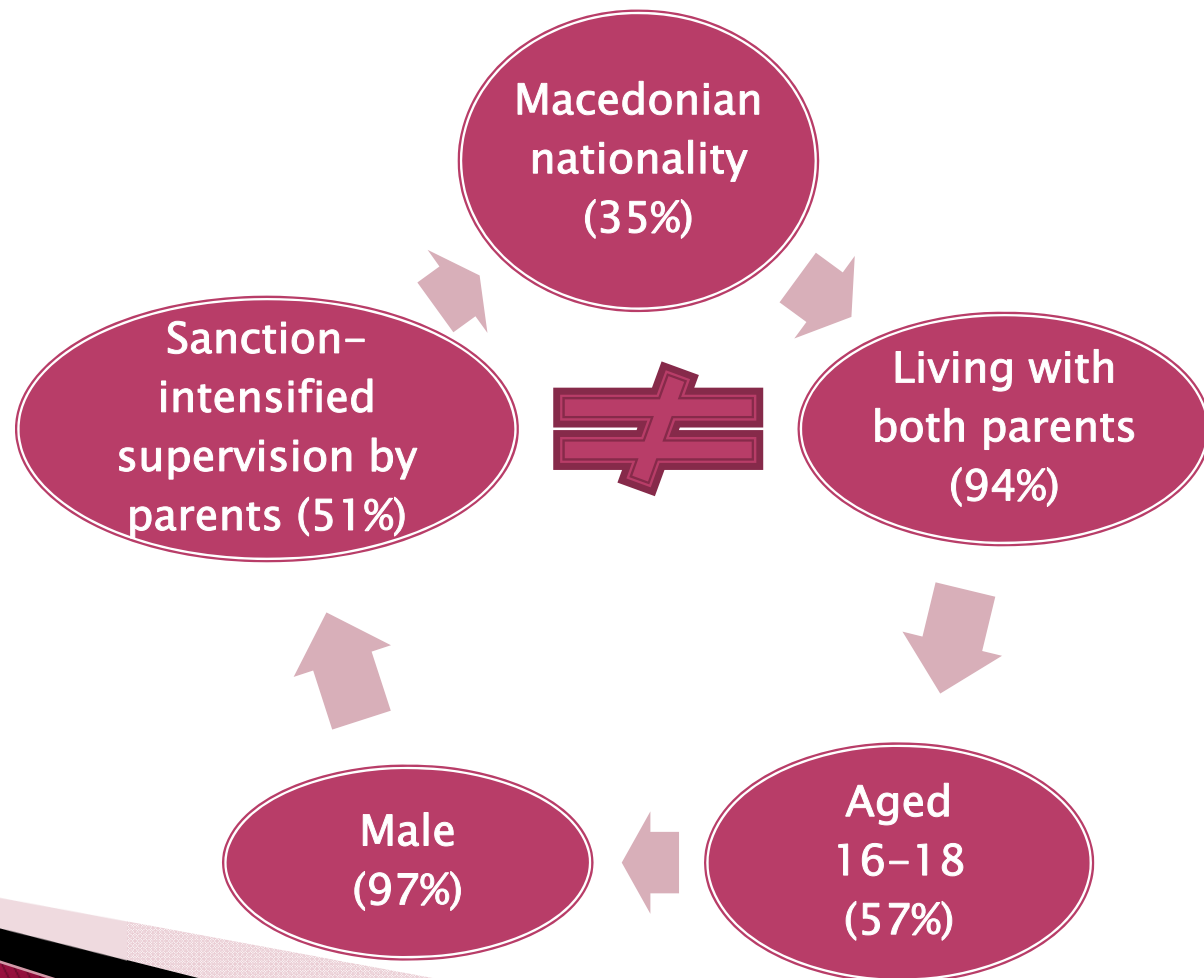 Macedonian
nationality
(35%)
Living with
both parents
(94%)
Aged
16-18
(57%)
Male
(97%)
Sanction-
intensified
supervision by
parents (51%)
≠